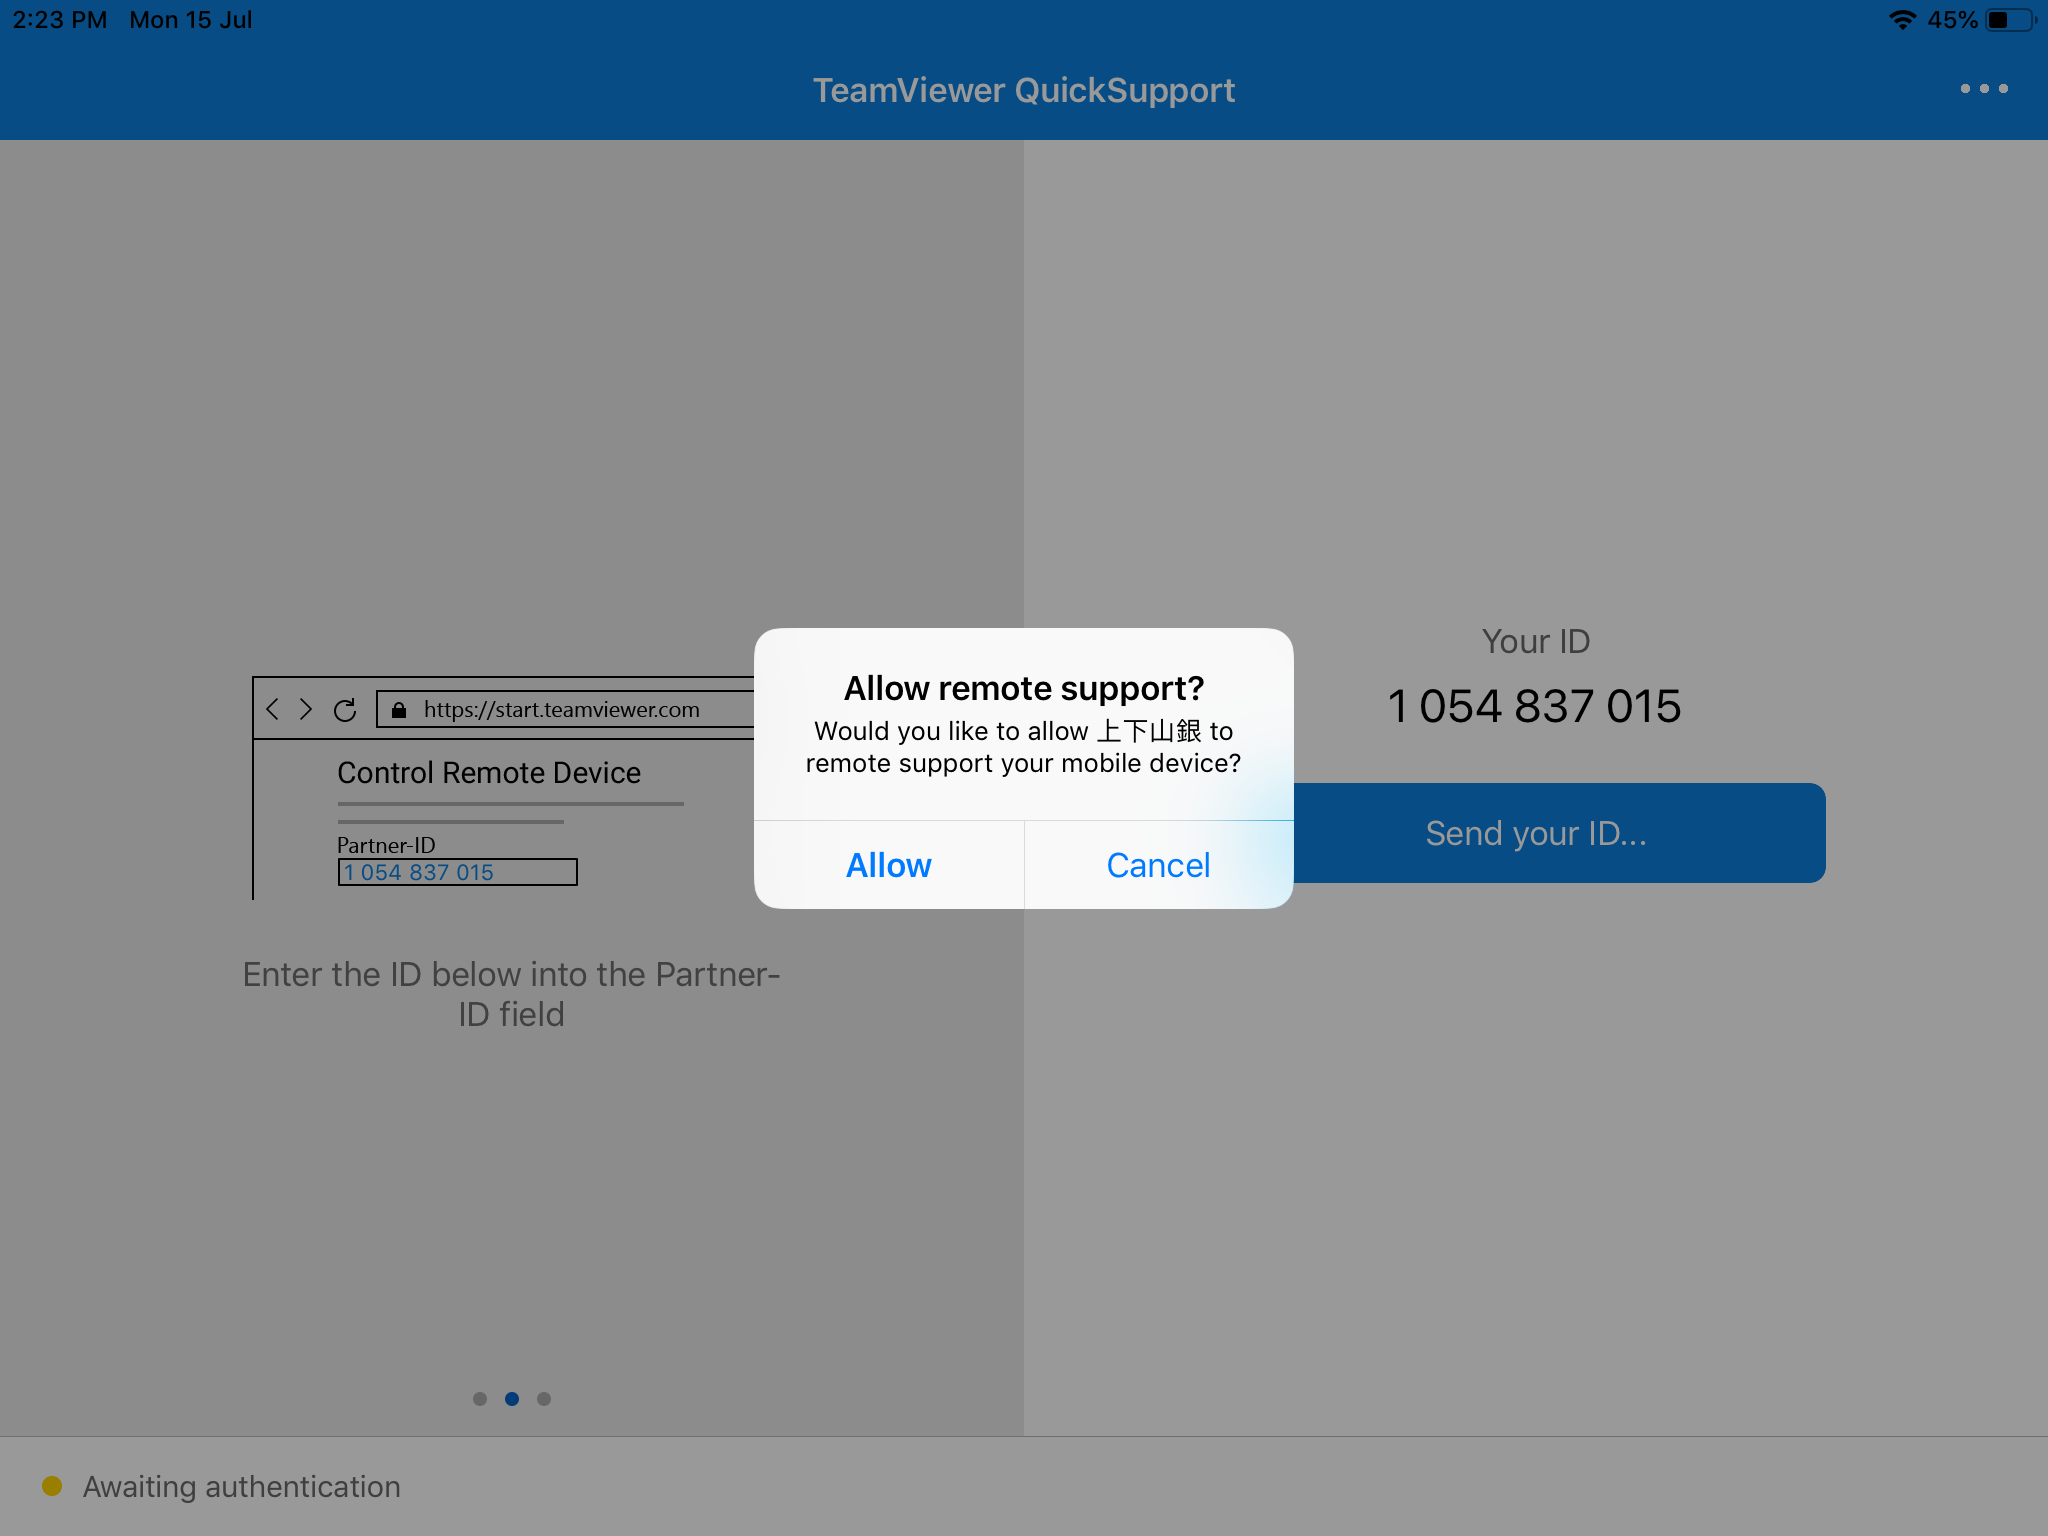 2:23 PM Mon 15 Jul
45%
TeamViewer QuickSupport
https://start.teamviewer.com
Control Remote Device
Partner-ID
1 054 837 015
Enter the ID below into the Partner-
ID field
Allow remote support?
Would you like to allow 上下山銀 to
remote support your mobile device?
Allow
Cancel
Your ID
1 054 837 015
Send your ID...
Awaiting authentication